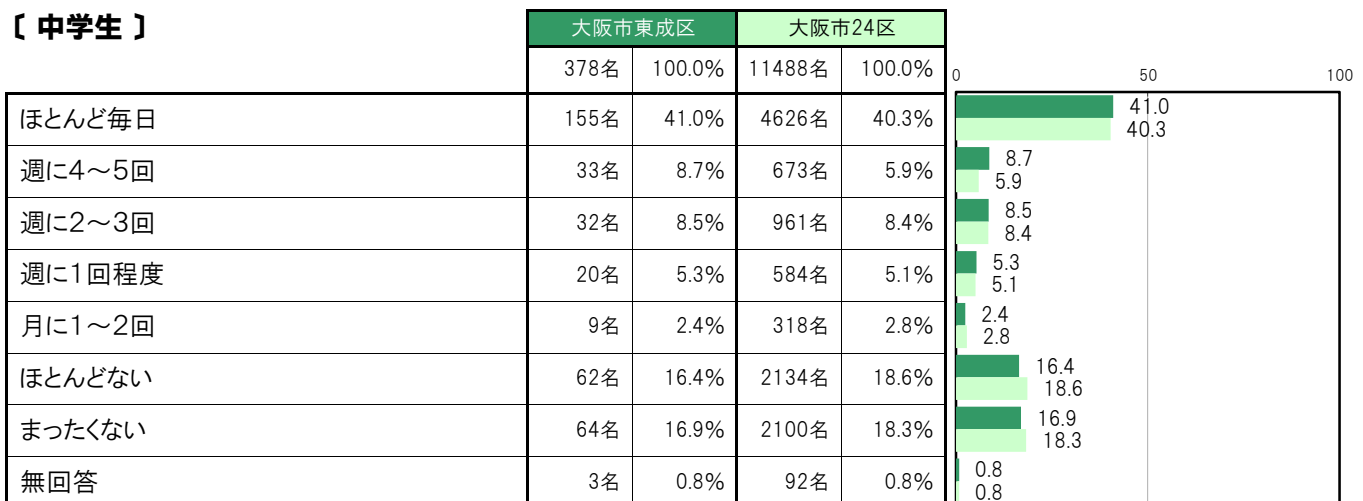 〔 中学生 〕
大阪市東成区 大阪市24区
378名 100.0% 11488名 100.0%
0 50 100
ほとんど毎日 155名 41.0% 4626名 40.3% 41.0
40.3
週に4～5回 33名 8.7% 673名 5.9% 8.7
5.9
週に2～3回 32名 8.5% 961名 8.4% 8.5
8.4
週に1回程度 20名 5.3% 584名 5.1% 5.3
5.1
月に1～2回 9名 2.4% 318名 2.8% 2.4
2.8
ほとんどない 62名 16.4% 2134名 18.6% 16.4
18.6
まったくない 64名 16.9% 2100名 18.3% 16.9
18.3
無回答 3名 0.8% 92名 0.8% 0.8
0.8